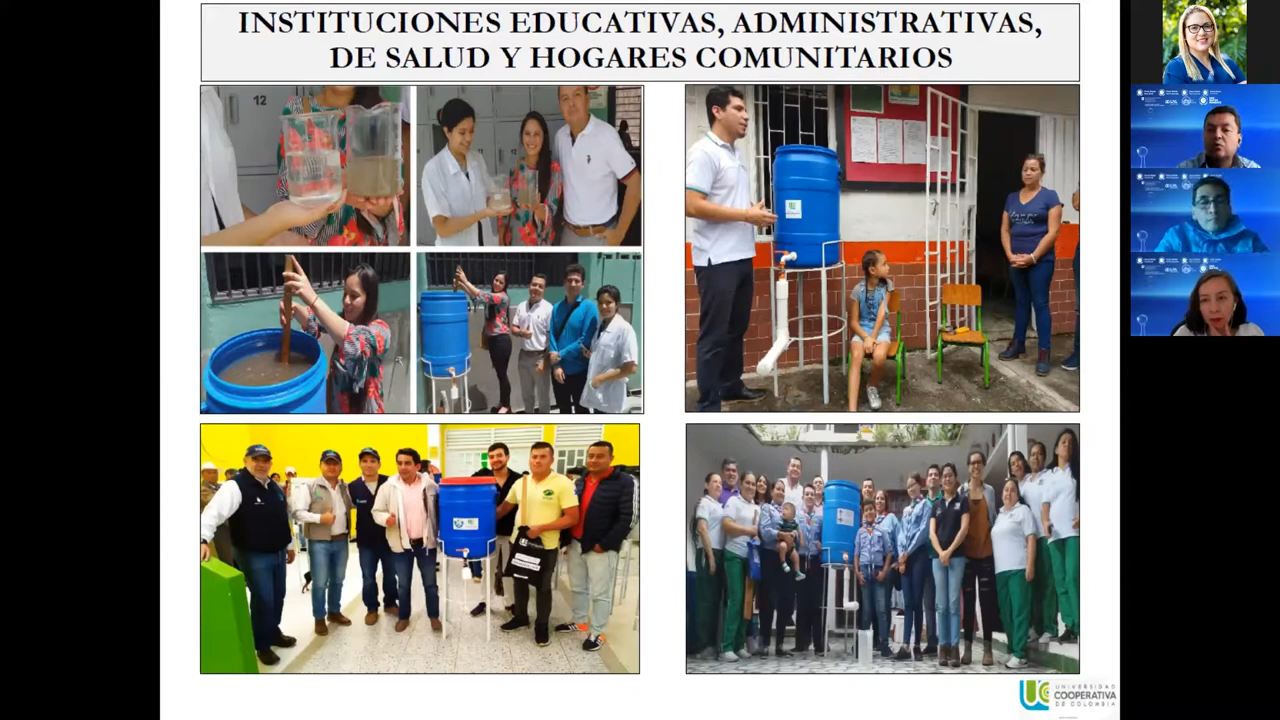 INSTITUCIONES EDUCATIVAS, ADMINISTRATIVAS,
DE SALUD Y HOGARES COMUNITARIOS
12
UNIVERSIDAD
COOPERATIVA
DE COLOMBIA